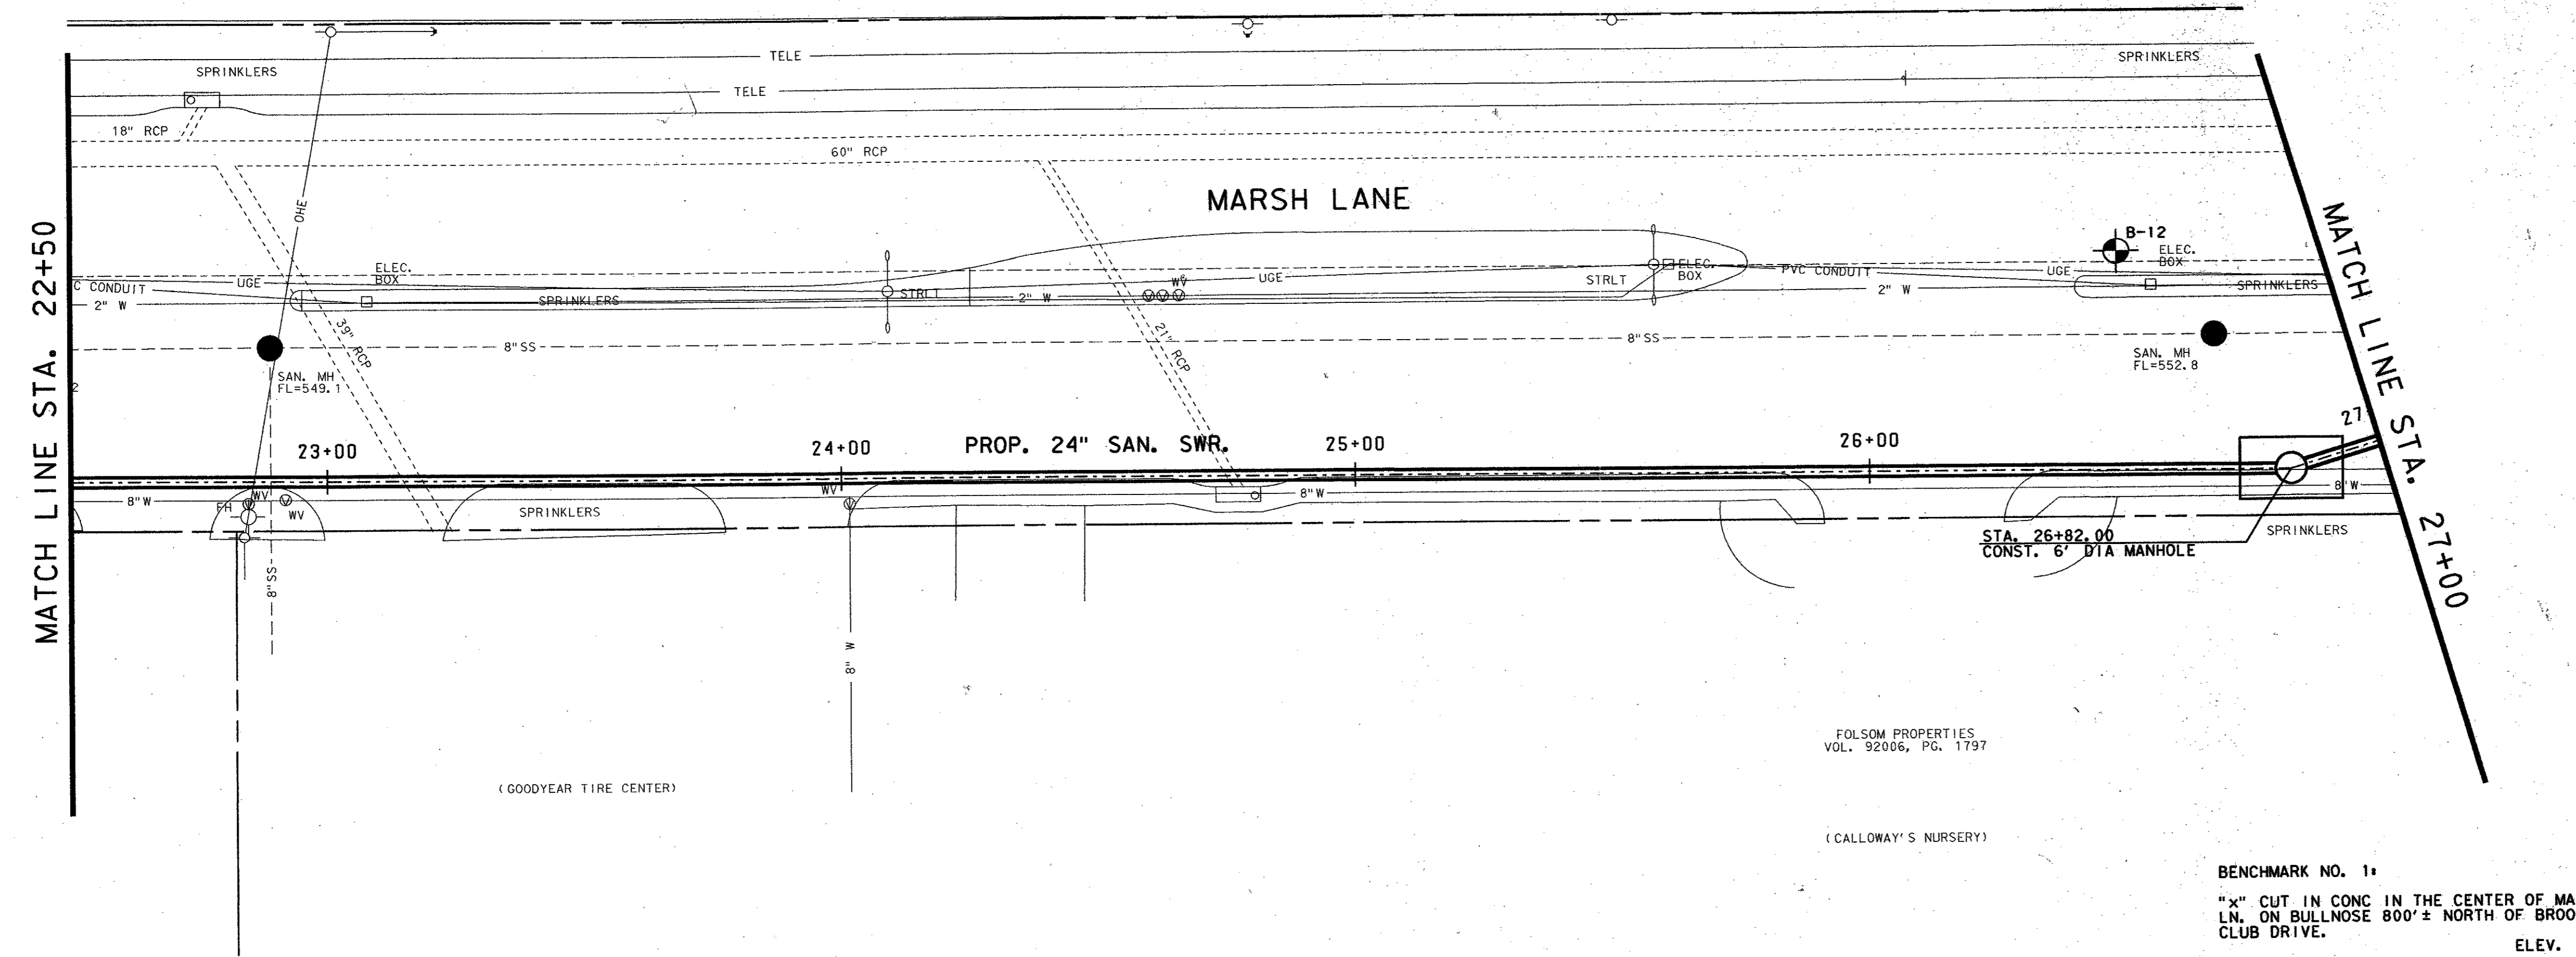 TELE
SPRINKLERS
SPRINKLERS
TELE
18" RCP
60" RCP
MARSH LANE
OHE
B-12
ELEC.
BOX
ELEC.
BOX
UGE
C CONDUIT
2" W
SPRINKLERS
STRLT
2" W
WV
UGE
STRLT
ELEC.
BOX
PVC CONDUIT
2" W
UGE
SPRINKLERS
39" RCP
21" RCP
8"SS
8"SS
SAN. MH
FL=549.1
SAN. MH
FL=552.8
2
MATCH LINE STA. 22+50
MATCH LINE STA. 27+00
23+00
24+00
PROP. 24" SAN. SWR.
25+00
26+00
27
8"W
FH
WV
WV
SPRINKLERS
WV
8"W
8"W
STA. 26+82.00
CONST. 6' DIA MANHOLE
SPRINKLERS
8"SS
8" W
FOLSOM PROPERTIES
VOL. 92006, PG. 1797
(GOODYEAR TIRE CENTER)
(CALLOWAY'S NURSERY)
BENCHMARK NO. 1:
"x" CUT IN CONC IN THE CENTER OF MA
LN. ON BULLNOSE 800'± NORTH OF BROO
CLUB DRIVE.
ELEV.